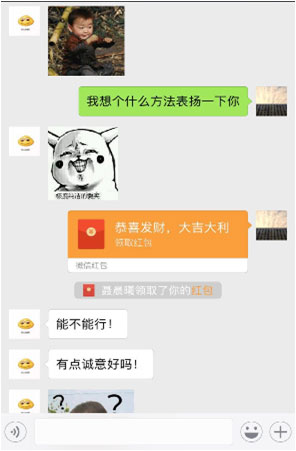 我想个什么方法表扬一下你
恭喜发财，大吉大利
领取红包
微信红包
聂晨曦领取了你的红包
能不能行！
有点诚意好吗！
? ?